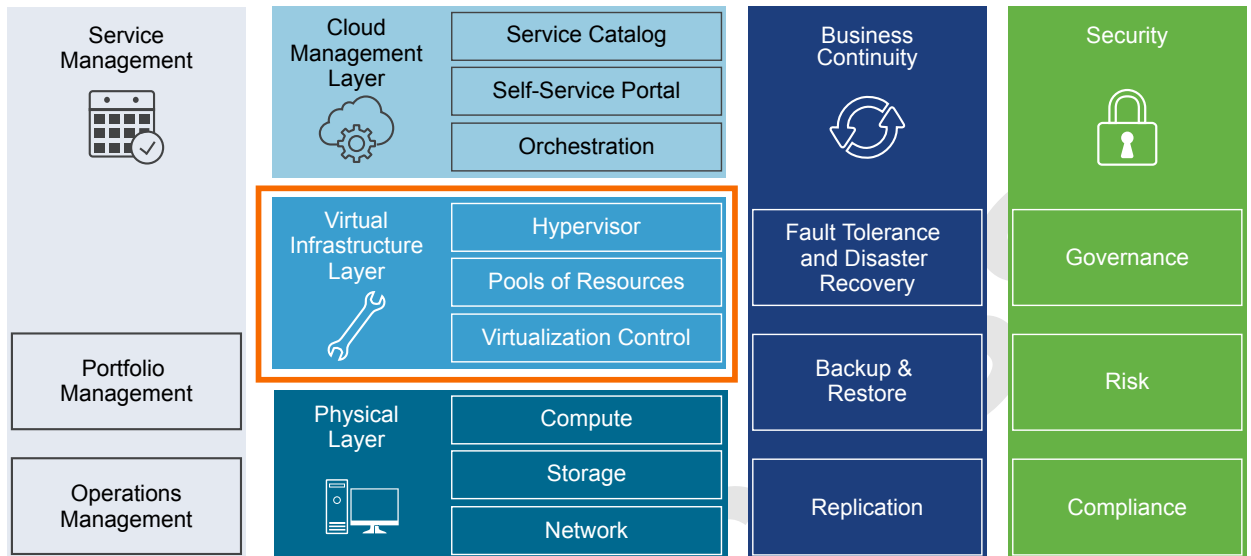 Service
Management
Portfolio
Management
Operations
Management
Cloud
Management
Layer
Service Catalog
Self-Service Portal
Orchestration
Virtual
Infrastructure
Layer
Hypervisor
Pools of Resources
Virtualization Control
Physical
Layer
Compute
Storage
Network
Business
Continuity
Fault Tolerance
and Disaster
Recovery
Backup &
Restore
Replication
Security
Governance
Risk
Compliance